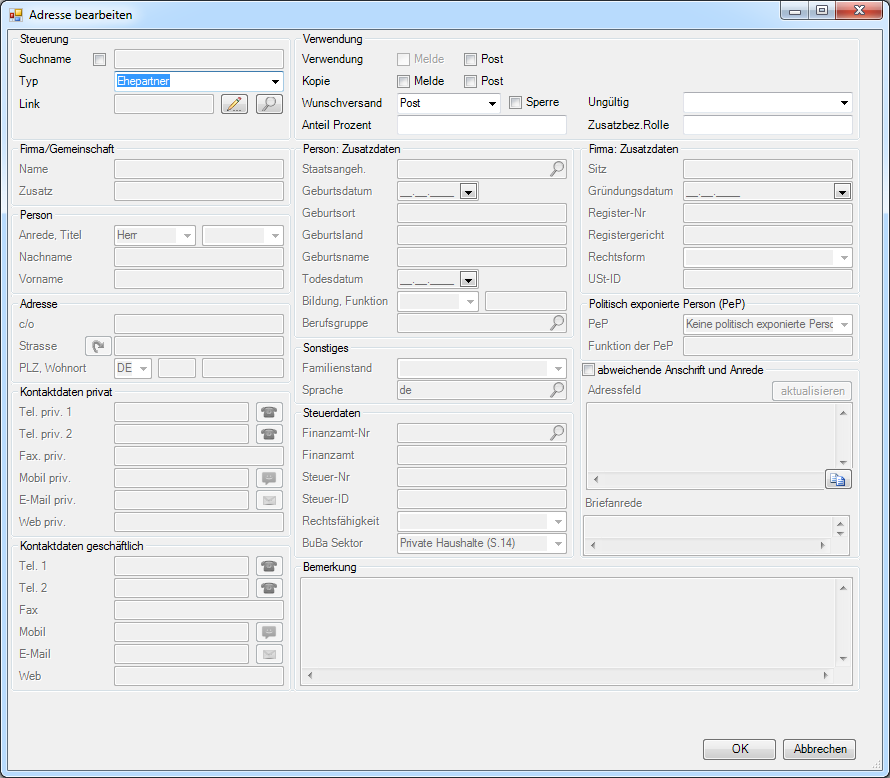 Adresse bearbeiten
Steuerung
Suchname
Typ Ehepartner
Link
Verwendung
Verwendung Melde Post
Kopie Melde Post
Wunschversand Post Sperre Ungültig
Anteil Prozent Zusatzbez.Rolle
Firma/Gemeinschaft
Name
Zusatz
Person
Anrede, Titel Herr
Nachname
Vorname
Adresse
c/o
Strasse
PLZ, Wohnort DE
Kontaktdaten privat
Tel. priv. 1
Tel. priv. 2
Fax. priv.
Mobil priv.
E-Mail priv.
Web priv.
Kontaktdaten geschäftlich
Tel. 1
Tel. 2
Fax
Mobil
E-Mail
Web
Person: Zusatzdaten
Staatsangeh.
Geburtsdatum __.__.____
Geburtsort
Geburtsland
Geburtsname
Todesdatum __.__.____
Bildung, Funktion
Berufsgruppe
Sonstiges
Familienstand
Sprache de
Steuerdaten
Finanzamt-Nr
Finanzamt
Steuer-Nr
Steuer-ID
Rechtsfähigkeit
BuBa Sektor Private Haushalte (S.14)
Firma: Zusatzdaten
Sitz
Gründungsdatum __.__.____
Register-Nr
Registergericht
Rechtsform
USt-ID
Politisch exponierte Person (PeP)
PeP Keine politisch exponierte Persc
Funktion der PeP
abweichende Anschrift und Anrede
Adressfeld aktualisieren
Briefanrede
Bemerkung
OK Abbrechen